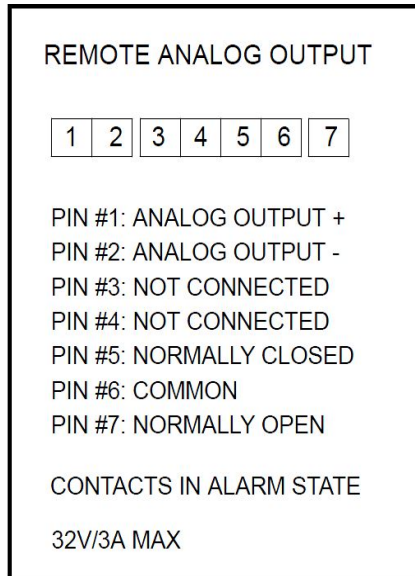 REMOTE ANALOG OUTPUT
1 2 3 4 5 6 7
PIN #1: ANALOG OUTPUT +
PIN #2: ANALOG OUTPUT -
PIN #3: NOT CONNECTED
PIN #4: NOT CONNECTED
PIN #5: NORMALLY CLOSED
PIN #6: COMMON
PIN #7: NORMALLY OPEN
CONTACTS IN ALARM STATE
32V/3A MAX